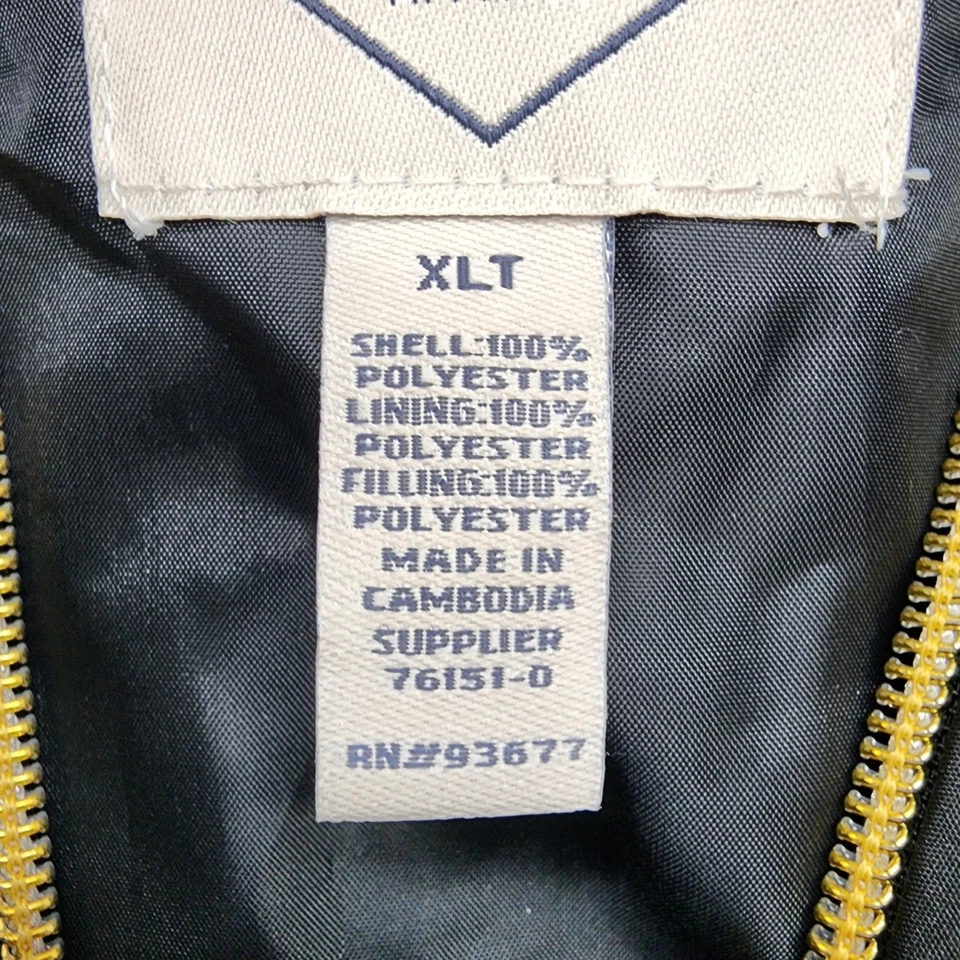 XLT
SHELL:100%
POLYESTER
LINING:100%
POLYESTER
FILLING:100%
POLYESTER
MADE IN
CAMBODIA
SUPPLIER
76151-0
RN#93677